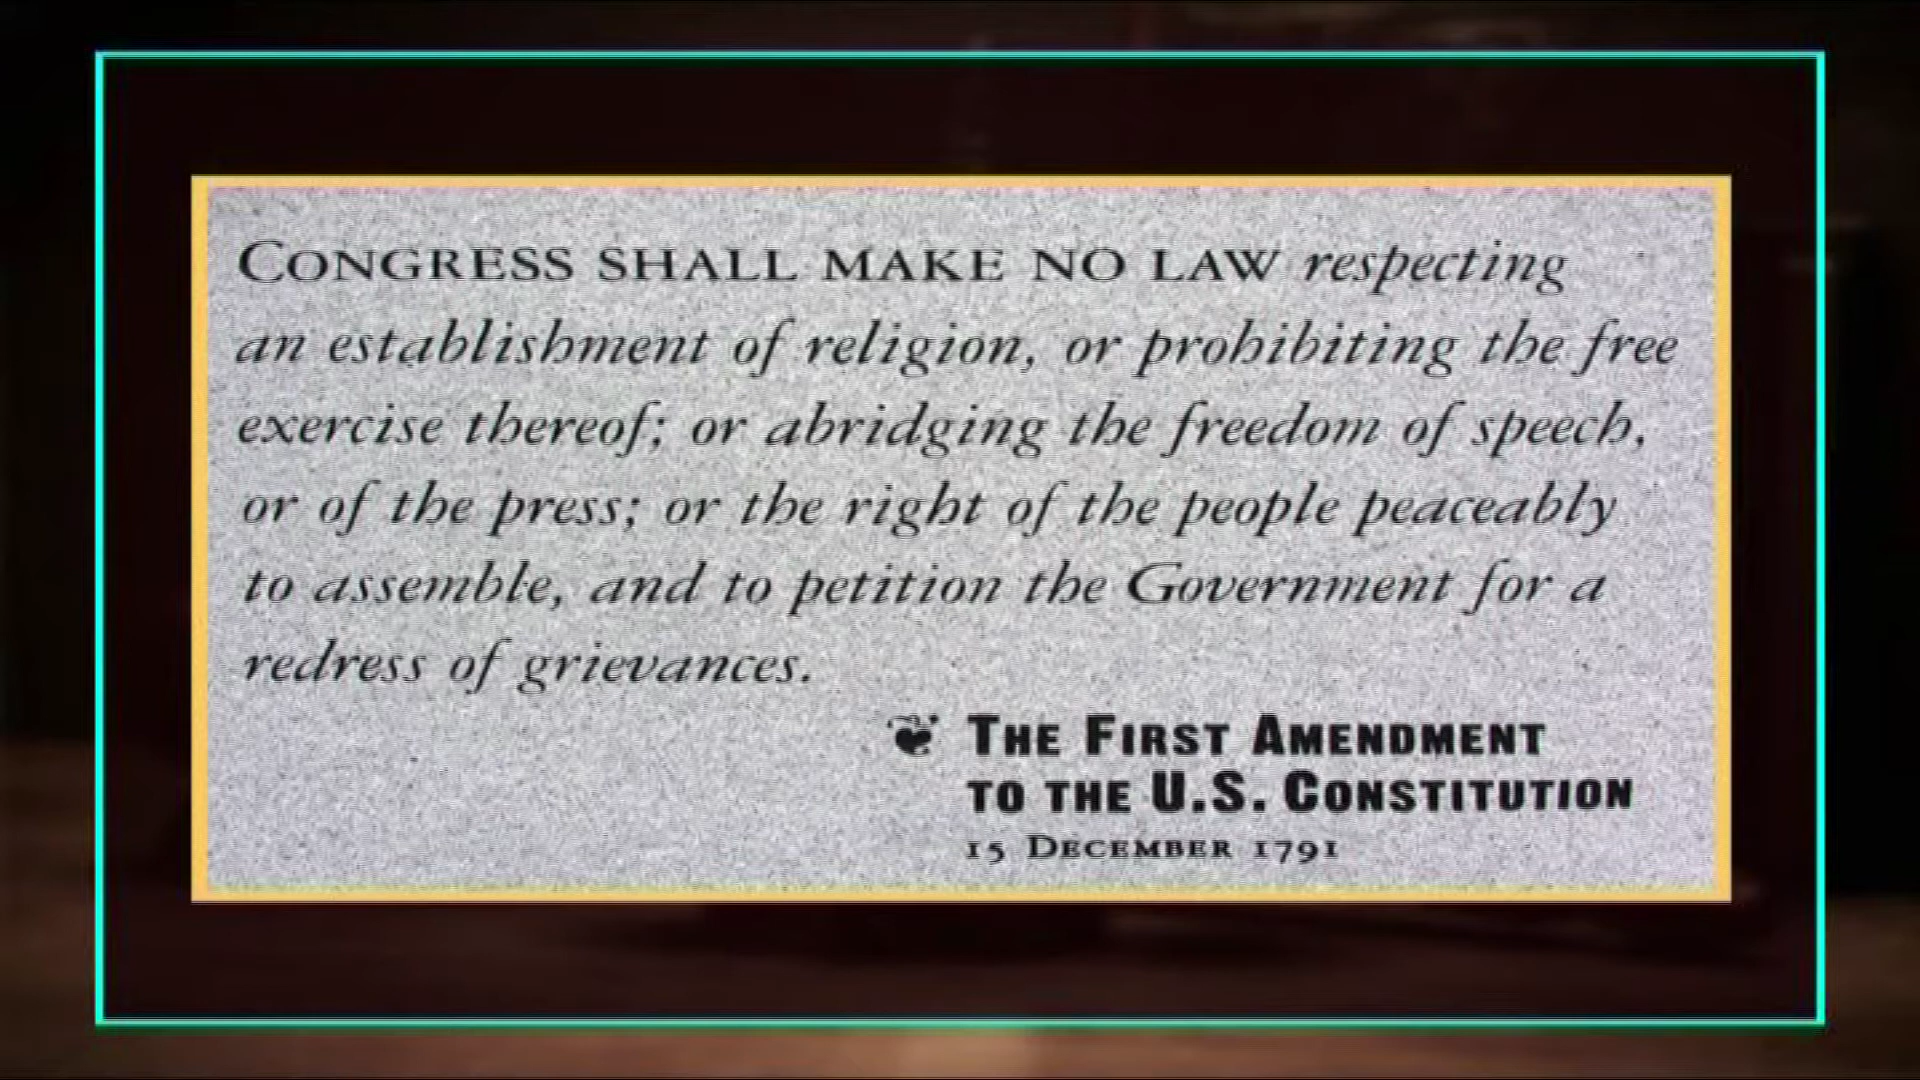 CONGRESS SHALL MAKE NO LAW respecting
an establishment of religion, or prohibiting the free
exercise thereof; or abridging the freedom of speech,
or of the press; or the right of the people peaceably
to assemble, and to petition the Government for a
redress of grievances.
❦ THE FIRST AMENDMENT
TO THE U.S. CONSTITUTION
15 DECEMBER 1791